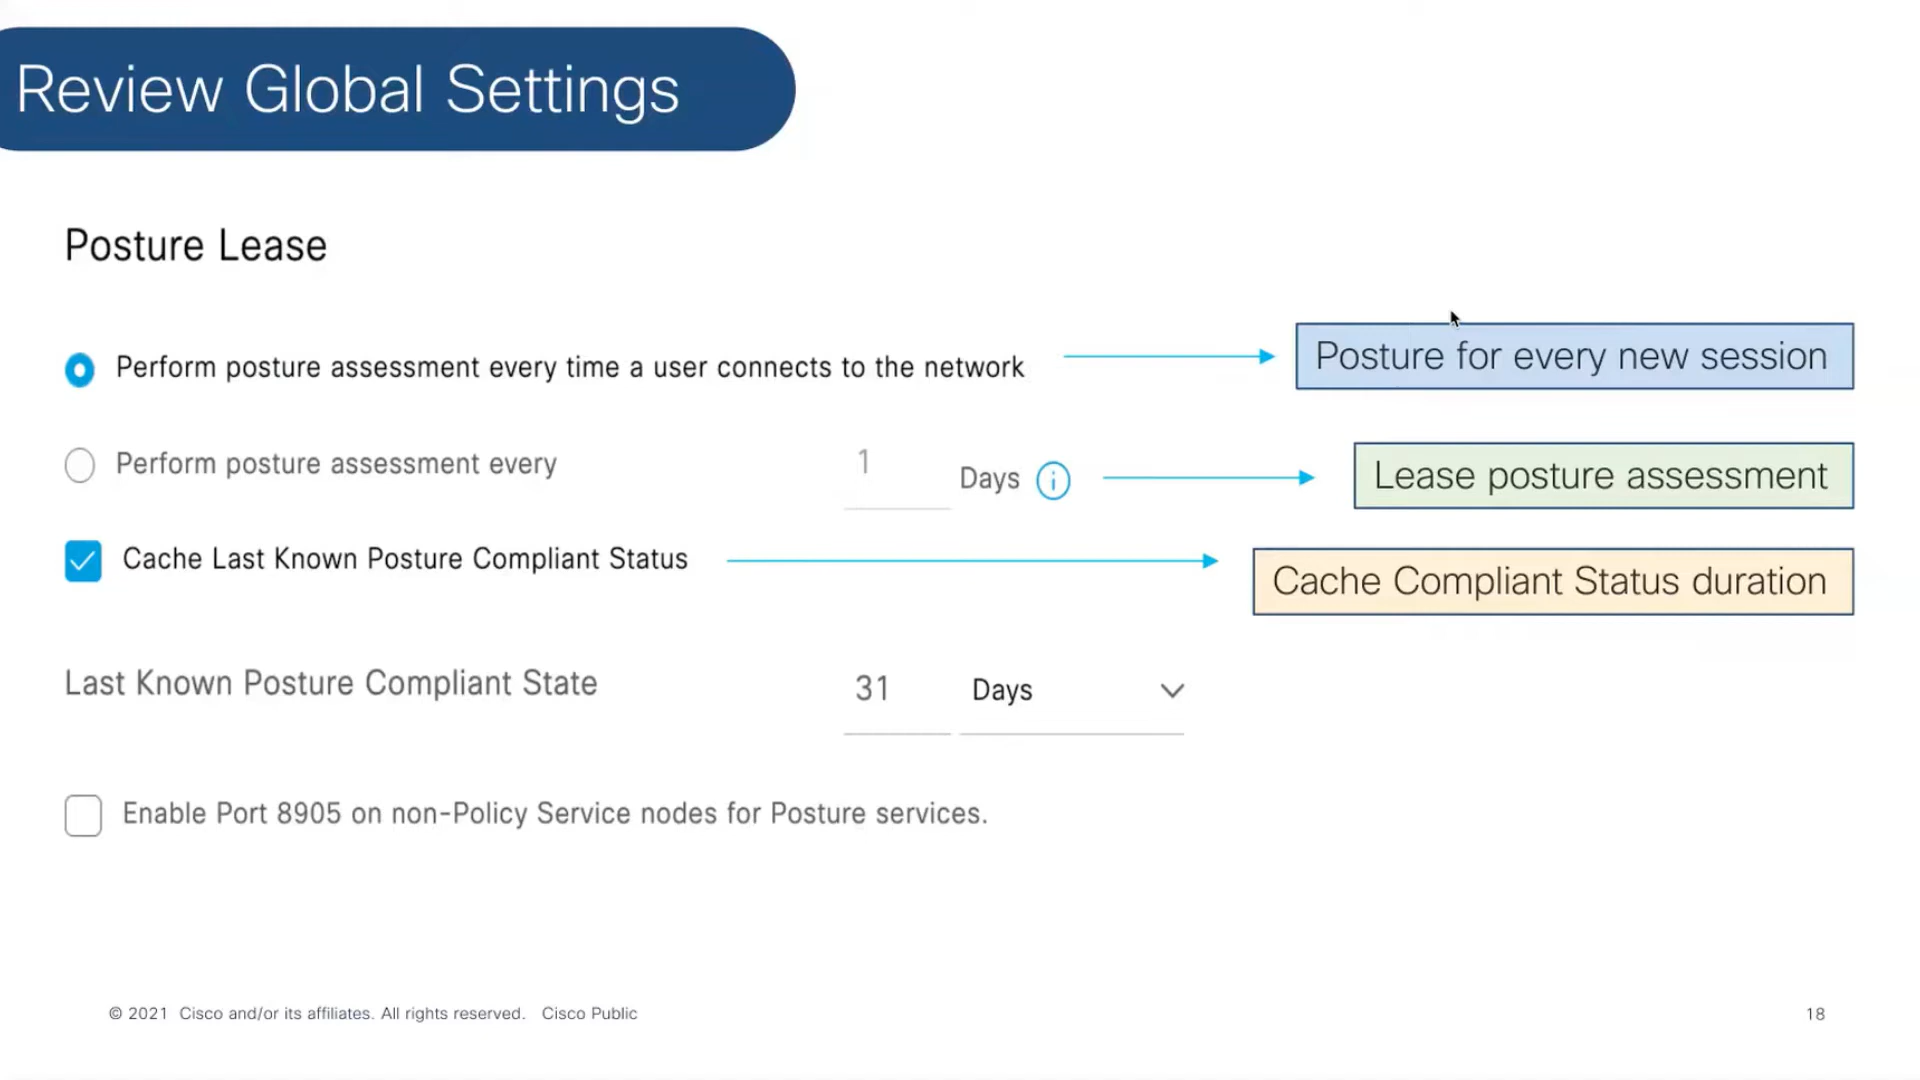 Review Global Settings
Posture Lease
Perform posture assessment every time a user connects to the network
Posture for every new session
Perform posture assessment every 1 Days i
Lease posture assessment
Cache Last Known Posture Compliant Status
Cache Compliant Status duration
Last Known Posture Compliant State 31 Days
Enable Port 8905 on non-Policy Service nodes for Posture services.
© 2021 Cisco and/or its affiliates. All rights reserved. Cisco Public
18